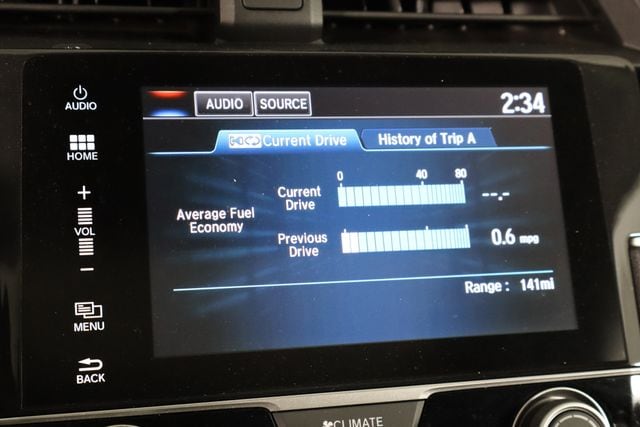 AUDIO
HOME
+
VOL
−
MENU
BACK
AUDIO SOURCE 2:34
Current Drive History of Trip A
0 40 80
Current
Drive --.-
Average Fuel
Economy
Previous
Drive 0.6 mpg
Range : 141mi
CLIMATE